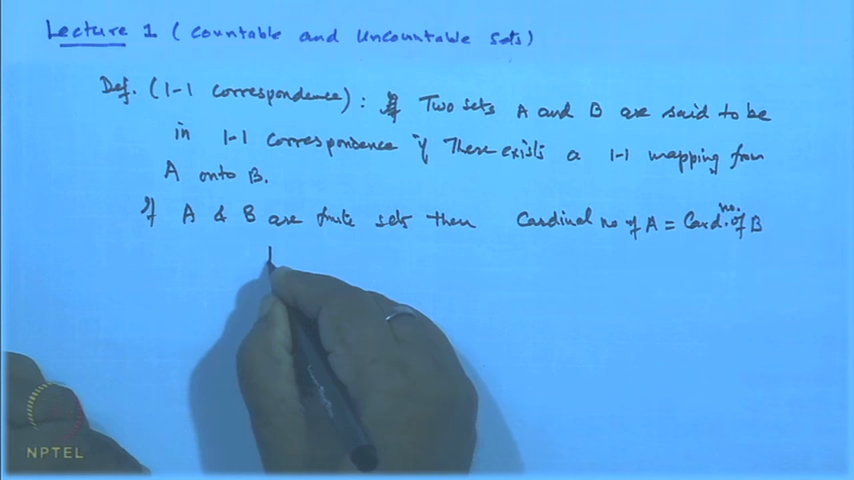 Lecture 1 (Countable and Uncountable sets)
Def. (1-1 correspondence): Two sets A and B are said to be
in 1-1 correspondence if There exists a 1-1 mapping from
A onto B.
If A & B are finite sets then Cardinal no of A = Card. no. of B
NPTEL